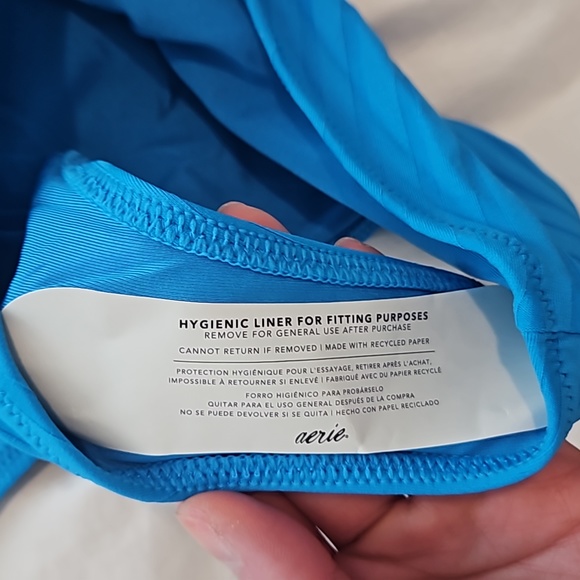 HYGIENIC LINER FOR FITTING PURPOSES
REMOVE FOR GENERAL USE AFTER PURCHASE
CANNOT RETURN IF REMOVED | MADE WITH RECYCLED PAPER
PROTECTION HYGIÉNIQUE POUR L'ESSAYAGE, RETIRER APRÈS L'ACHAT,
IMPOSSIBLE À RETOURNER SI ENLEVÉ | FABRIQUÉ AVEC DU PAPIER RECYCLÉ
FORRO HIGIÉNICO PARA PROBÁRSELO
QUITAR PARA EL USO GENERAL DESPUÉS DE LA COMPRA
NO SE PUEDE DEVOLVER SI SE QUITA | HECHO CON PAPEL RECICLADO
aerie®